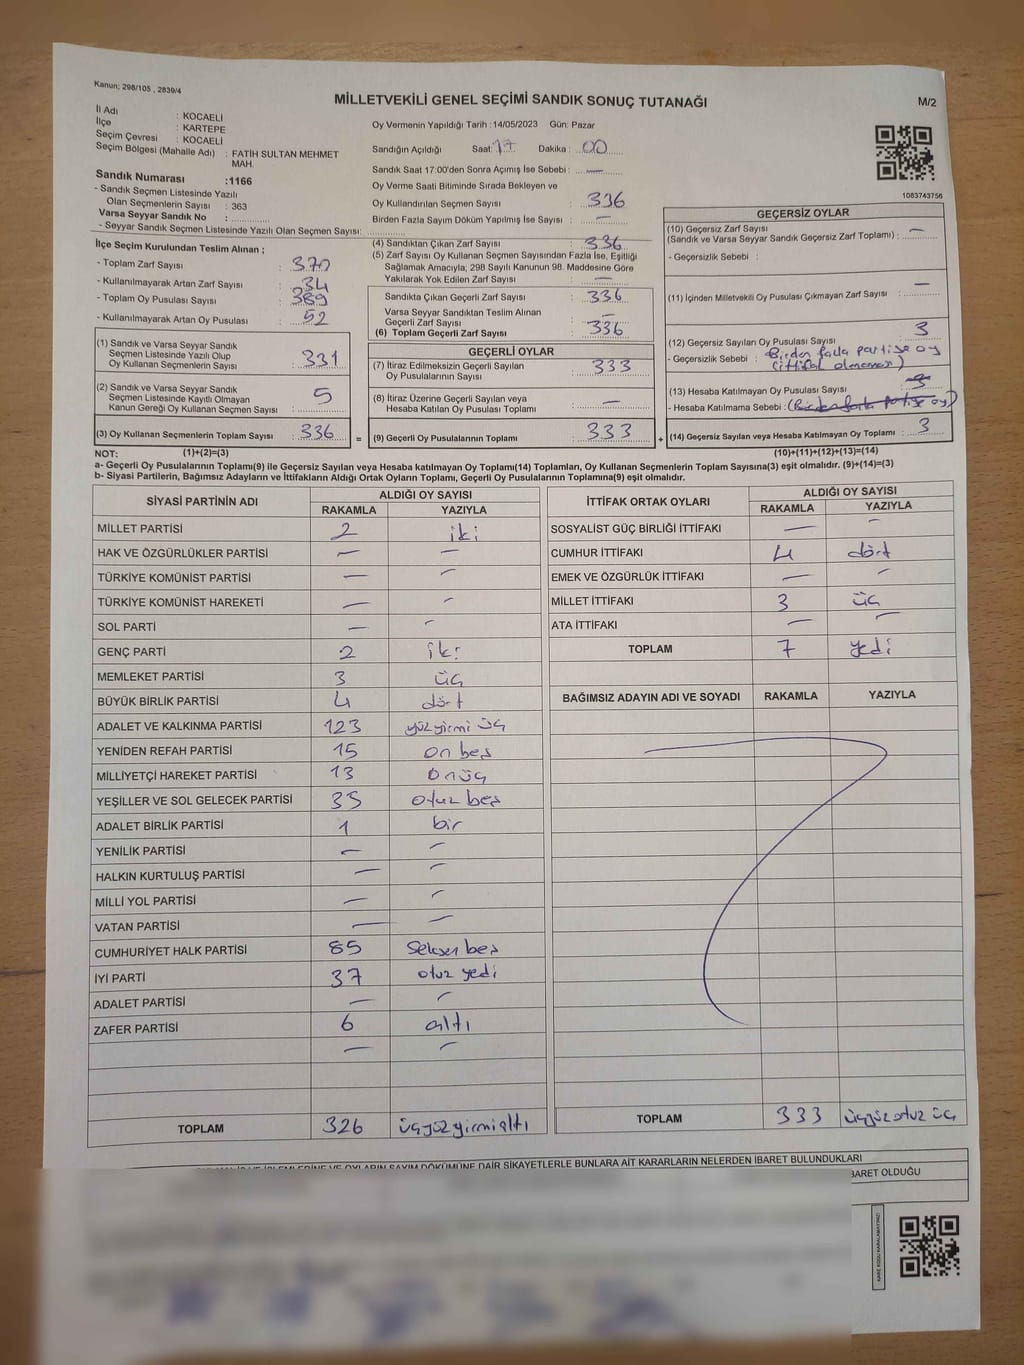 Kanun; 298/105 , 2839/4
MİLLETVEKİLİ GENEL SEÇİMİ SANDIK SONUÇ TUTANAĞI
M/2
İl Adı : KOCAELİ
İlçe : KARTEPE
Seçim Çevresi : KOCAELİ
Seçim Bölgesi (Mahalle Adı) : FATİH SULTAN MEHMET MAH.
Sandık Numarası :1166
- Sandık Seçmen Listesinde Yazılı
Olan Seçmenlerin Sayısı : 363
Varsa Seyyar Sandık No :
- Seyyar Sandık Seçmen Listesinde Yazılı Olan Seçmen Sayısı:
Oy Vermenin Yapıldığı Tarih :14/05/2023 Gün: Pazar
Sandığın Açıldığı Saat: 17 Dakika : 00
Sandık Saat 17:00'den Sonra Açımış İse Sebebi : —
Oy Verme Saati Bitiminde Sırada Bekleyen ve
Oy Kullandırılan Seçmen Sayısı : 336
Birden Fazla Sayım Döküm Yapılmış İse Sayısı : —
1083743756
İlçe Seçim Kurulundan Teslim Alınan ;
- Toplam Zarf Sayısı : 370
- Kullanılmayarak Artan Zarf Sayısı : 34
- Toplam Oy Pusulası Sayısı : 389
- Kullanılmayarak Artan Oy Pusulası : 52
(1) Sandık ve Varsa Seyyar Sandık
Seçmen Listesinde Yazılı Olup
Oy Kullanan Seçmenlerin Sayısı : 331
(2) Sandık ve Varsa Seyyar Sandık
Seçmen Listesinde Kayıtlı Olmayan
Kanun Gereği Oy Kullanan Seçmen Sayısı : 5
(3) Oy Kullanan Seçmenlerin Toplam Sayısı : 336 =
(4) Sandıktan Çıkan Zarf Sayısı : 336
(5) Zarf Sayısı Oy Kullanan Seçmen Sayısından Fazla İse, Eşitliği
Sağlamak Amacıyla, 298 Sayılı Kanunun 98. Maddesine Göre
Yakılarak Yok Edilen Zarf Sayısı : —
Sandıkta Çıkan Geçerli Zarf Sayısı : 336
Varsa Seyyar Sandıktan Teslim Alınan
Geçerli Zarf Sayısı : —
(6) Toplam Geçerli Zarf Sayısı : 336
GEÇERLİ OYLAR
(7) İtiraz Edilmeksizin Geçerli Sayılan
Oy Pusulalarının Sayısı : 333
(8) İtiraz Üzerine Geçerli Sayılan veya
Hesaba Katılan Oy Pusulası Toplamı : —
(9) Geçerli Oy Pusulalarının Toplamı : 333 +
GEÇERSİZ OYLAR
(10) Geçersiz Zarf Sayısı
(Sandık ve Varsa Seyyar Sandık Geçersiz Zarf Toplamı) : —
- Geçersizlik Sebebi :
(11) İçinden Milletvekili Oy Pusulası Çıkmayan Zarf Sayısı : —
(12) Geçersiz Sayılan Oy Pusulası Sayısı : 3
- Geçersizlik Sebebi : (Birden fazla partiye oy
(ittifak olmayan)
(13) Hesaba Katılmayan Oy Pusulası Sayısı : 3
- Hesaba Katılmama Sebebi : (Birden fazla partiye oy)
(14) Geçersiz Sayılan veya Hesaba Katılmayan Oy Toplamı : 3
NOT: (1)+(2)=(3) (10)+(11)+(12)+(13)=(14)
a- Geçerli Oy Pusulalarının Toplamı(9) ile Geçersiz Sayılan veya Hesaba katılmayan Oy Toplamı(14) Toplamları, Oy Kullanan Seçmenlerin Toplam Sayısına(3) eşit olmalıdır. (9)+(14)=(3)
b- Siyasi Partilerin, Bağımsız Adayların ve İttifakların Aldığı Ortak Oyların Toplamı, Geçerli Oy Pusulalarının Toplamına(9) eşit olmalıdır.
SİYASİ PARTİNİN ADI ALDIĞI OY SAYISI
RAKAMLA YAZIYLA
MİLLET PARTİSİ 2 iki
HAK VE ÖZGÜRLÜKLER PARTİSİ — —
TÜRKİYE KOMÜNİST PARTİSİ — —
TÜRKİYE KOMÜNİST HAREKETİ — —
SOL PARTİ — —
GENÇ PARTİ 2 iki
MEMLEKET PARTİSİ 3 üç
BÜYÜK BİRLİK PARTİSİ 4 dört
ADALET VE KALKINMA PARTİSİ 123 yüzyirmi üç
YENİDEN REFAH PARTİSİ 15 on beş
MİLLİYETÇİ HAREKET PARTİSİ 13 onüç
YEŞİLLER VE SOL GELECEK PARTİSİ 35 otuz beş
ADALET BİRLİK PARTİSİ 1 bir
YENİLİK PARTİSİ — —
HALKIN KURTULUŞ PARTİSİ — —
MİLLİ YOL PARTİSİ — —
VATAN PARTİSİ — —
CUMHURİYET HALK PARTİSİ 85 Seksen beş
İYİ PARTİ 37 otuz yedi
ADALET PARTİSİ — —
ZAFER PARTİSİ 6 altı
— —
TOPLAM 326 üçyüz yirmi altı
İTTİFAK ORTAK OYLARI ALDIĞI OY SAYISI
RAKAMLA YAZIYLA
SOSYALİST GÜÇ BİRLİĞİ İTTİFAKI — —
CUMHUR İTTİFAKI 4 dört
EMEK VE ÖZGÜRLÜK İTTİFAKI — —
MİLLET İTTİFAKI 3 üç
ATA İTTİFAKI — —
TOPLAM 7 yedi
BAĞIMSIZ ADAYIN ADI VE SOYADI RAKAMLA YAZIYLA
TOPLAM 333 üçyüz otuz üç
OYLARIN SAYIM DÖKÜMÜNE DAİR ŞİKAYETLERLE BUNLARA AİT KARARLARIN NELERDEN İBARET BULUNDUKLARI
İBARET OLDUĞU
KARE KODU KARALAMAYINIZ!